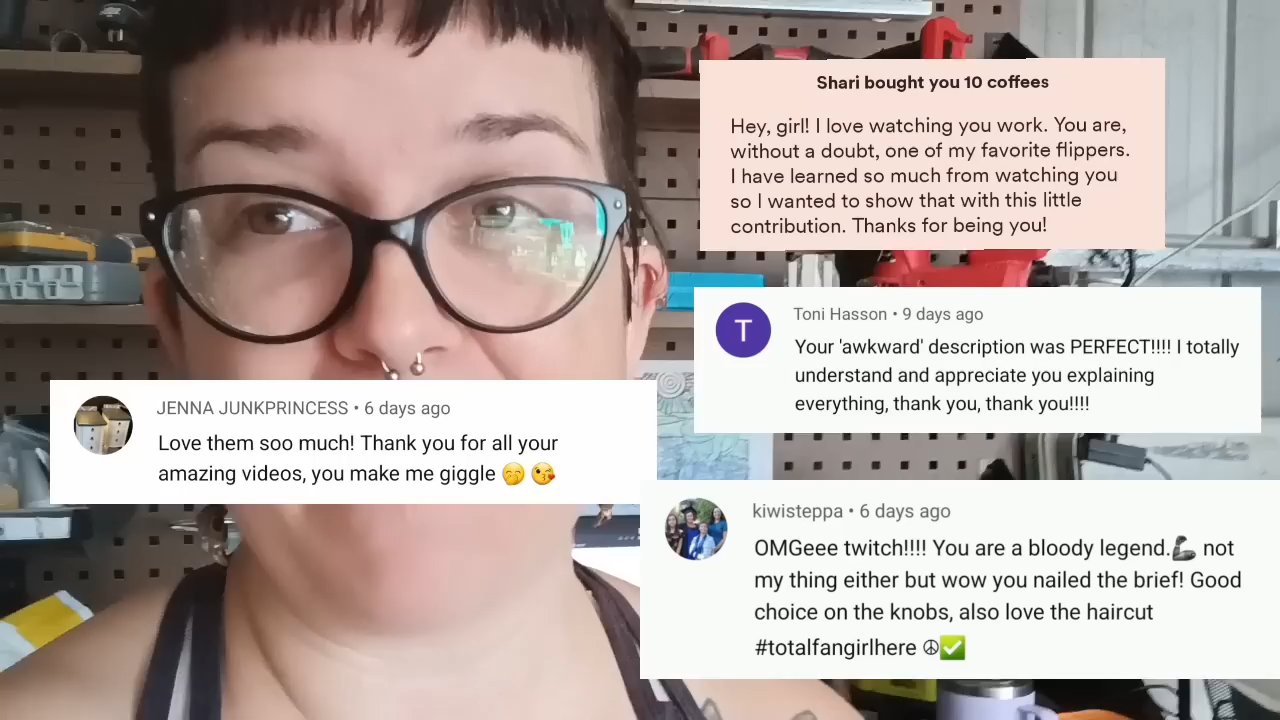 Shari bought you 10 coffees
Hey, girl! I love watching you work. You are,
without a doubt, one of my favorite flippers.
I have learned so much from watching you
so I wanted to show that with this little
contribution. Thanks for being you!
T
Toni Hasson • 9 days ago
Your 'awkward' description was PERFECT!!!! I totally
understand and appreciate you explaining
everything, thank you, thank you!!!!
JENNA JUNKPRINCESS • 6 days ago
Love them soo much! Thank you for all your
amazing videos, you make me giggle 🤭 😘
kiwisteppa • 6 days ago
OMGeee twitch!!!! You are a bloody legend.🦾 not
my thing either but wow you nailed the brief! Good
choice on the knobs, also love the haircut
#totalfangirlhere ☮✅